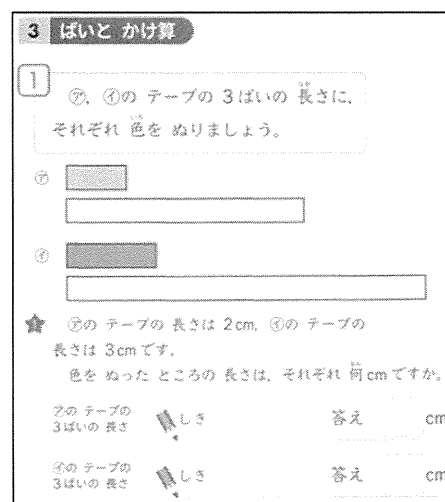 3 ばいと かけ算
1
㋐, ㋑の テープの 3ばいの 長さに,
それぞれ 色を ぬりましょう。
㋐
㋑
1 ㋐の テープの 長さは 2cm, ㋑の テープの
長さは 3cmです。
色を ぬった ところの 長さは, それぞれ 何cmですか。
㋐の テープの
3ばいの 長さ しき 答え cm
㋑の テープの
3ばいの 長さ しき 答え cm